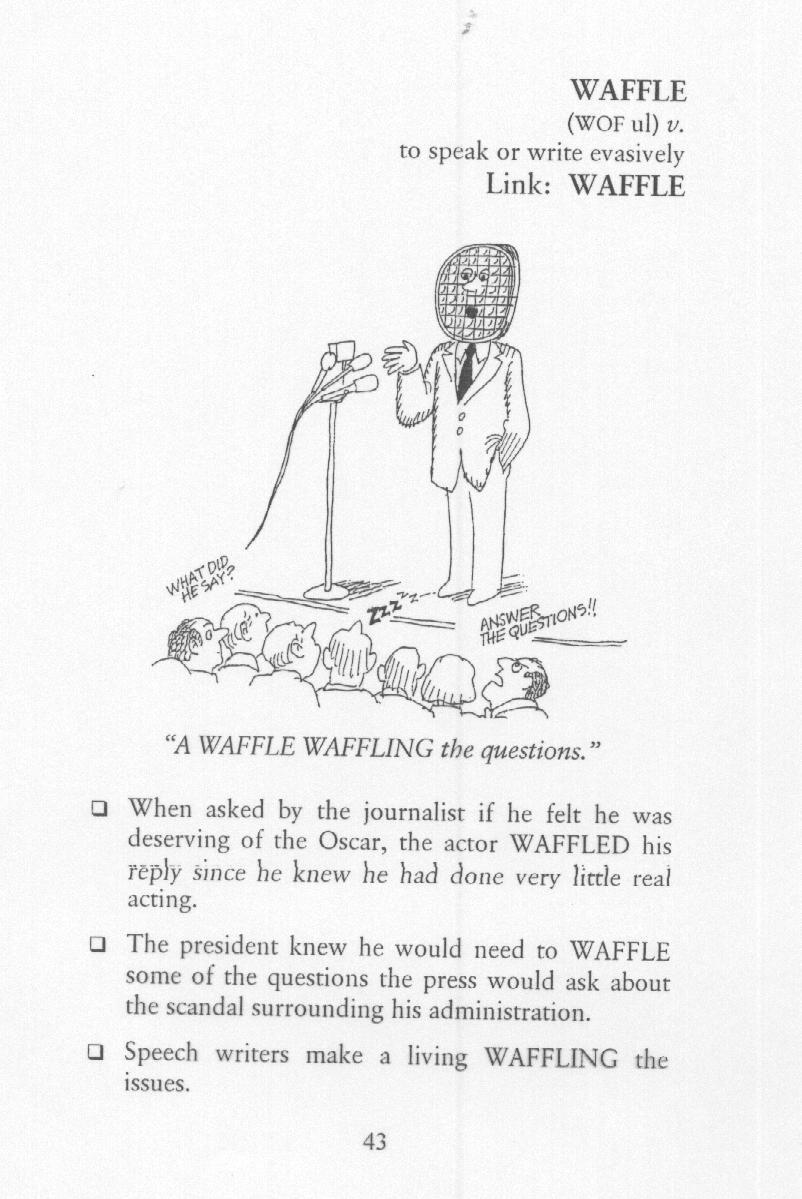 WAFFLE
(WOF ul) v.
to speak or write evasively
Link: WAFFLE
WHAT DID
HE SAY?
ZZZZZ
ANSWER
THE QUESTIONS!!
"A WAFFLE WAFFLING the questions."
❑ When asked by the journalist if he felt he was
deserving of the Oscar, the actor WAFFLED his
reply since he knew he had done very little real
acting.
❑ The president knew he would need to WAFFLE
some of the questions the press would ask about
the scandal surrounding his administration.
❑ Speech writers make a living WAFFLING the
issues.
43